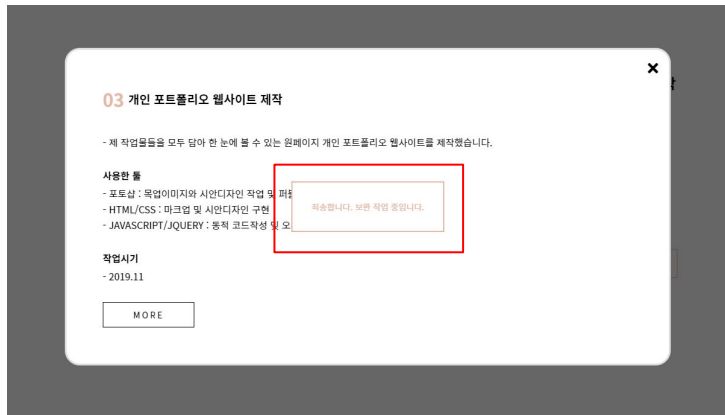 03 개인 포트폴리오 웹사이트 제작
- 제 작업물들을 모두 담아 한 눈에 볼 수 있는 원페이지 개인 포트폴리오 웹사이트를 제작했습니다.
사용한 툴
- 포토샵 : 목업이미지와 시안디자인 작업 및
- HTML/CSS : 마크업 및 시안디자인 구현
- JAVASCRIPT/JQUERY : 동적 코드작성 및
죄송합니다. 보완 작업 중입니다.
작업시기
- 2019.11
MORE